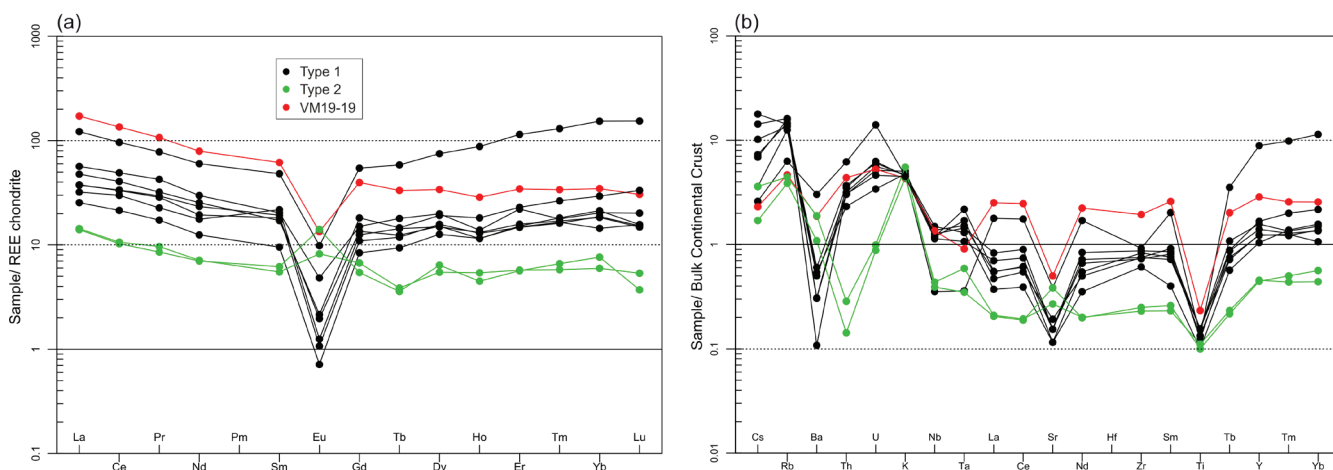 (a)
Sample/ REE chondrite
1000
100
10
1
0.1
Type 1
Type 2
VM19-19
La Pr Pm Eu Tb Ho Tm Lu
Ce Nd Sm Gd Dy Er Yb
(b)
Sample/ Bulk Continental Crust
100
10
1
0.1
0.01
Cs Ba U Nb La Sr Hf Sm Tb Tm
Rb Th K Ta Ce Nd Zr Ti Y Yb